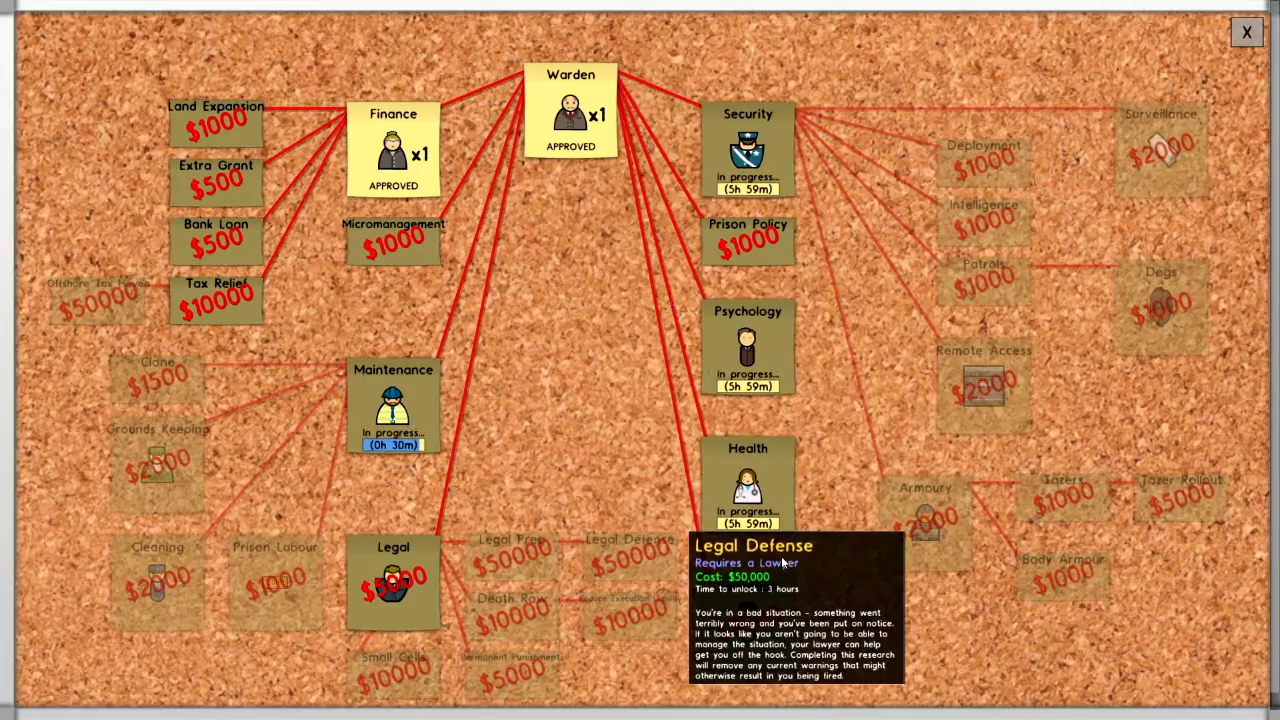 X
Warden
x1
APPROVED
Land Expansion
$1000
Finance
x1
APPROVED
Security
In progress...
(5h 59m)
Surveillance
$2000
Deployment
$1000
Extra Grant
$500
Intelligence
$1000
Bank Loan
$500
Micromanagement
$1000
Prison Policy
$1000
Patrols
$1000
Dogs
$1000
Offshore Tax Haven
$50000
Tax Relief
$10000
Psychology
In progress...
(5h 59m)
Remote Access
$2000
Clone
$1500
Maintenance
In progress...
(0h 30m)
Grounds Keeping
$2000
Health
In progress...
(5h 59m)
Armoury
$2000
Tazers
$1000
Tazer Rollout
$5000
Body Armour
$1000
Cleaning
$2000
Prison Labour
$1000
Legal
$5000
Legal Prep
$50000
Legal Defense
$50000
Death Row
$10000
Reduce Execution Liability
$10000
Small Cells
$10000
Permanent Punishment
$5000
Legal Defense
Requires a Lawyer
Cost: $50,000
Time to unlock : 3 hours
You're in a bad situation - something went
terribly wrong and you've been put on notice.
If it looks like you aren't going to be able to
manage the situation, your lawyer can help
get you off the hook. Completing this research
will remove any current warnings that might
otherwise result in you being fired.